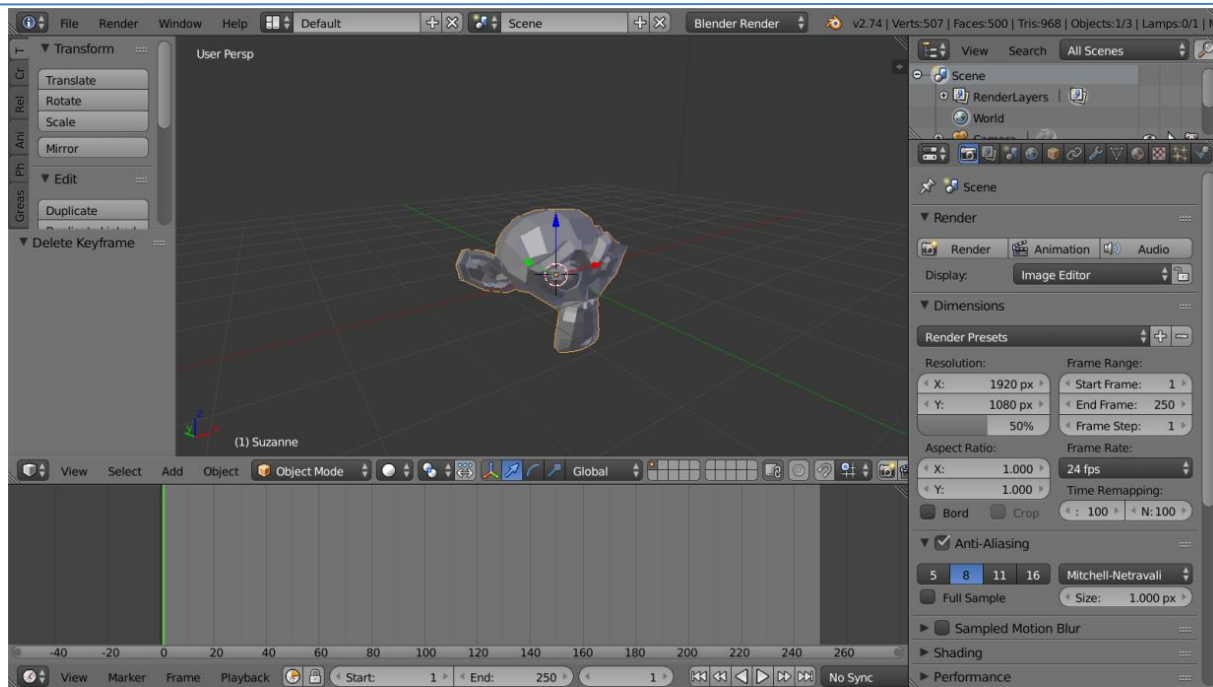 File Render Window Help Default Scene Blender Render v2.74 | Verts:507 | Faces:500 | Tris:968 | Objects:1/3 | Lamps:0/1 |
T
Cr
Rel
Ani
Ph
Greas
Transform
Translate
Rotate
Scale
Mirror
Edit
Duplicate
Delete Keyframe
User Persp
z
y
(1) Suzanne
View Select Add Object Object Mode Global
-40 -20 0 20 40 60 80 100 120 140 160 180 200 220 240 260
View Marker Frame Playback Start: 1 End: 250 1 No Sync
View Search All Scenes
Scene
RenderLayers
World
Camera
Scene
Render
Render Animation Audio
Display: Image Editor
Dimensions
Render Presets
Resolution: Frame Range:
X: 1920 px Start Frame: 1
Y: 1080 px End Frame: 250
50% Frame Step: 1
Aspect Ratio: Frame Rate:
X: 1.000 24 fps
Y: 1.000 Time Remapping:
Bord Crop : 100 N: 100
Anti-Aliasing
5 8 11 16 Mitchell-Netravali
Full Sample Size: 1.000 px
Sampled Motion Blur
Shading
Performance